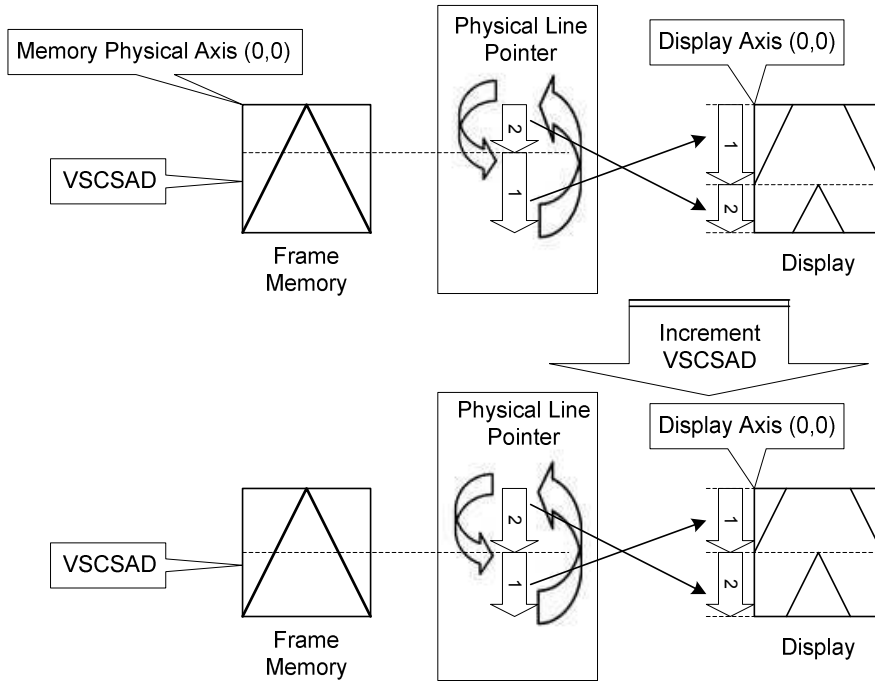 Memory Physical Axis (0,0)
Physical Line
Pointer
Display Axis (0,0)
VSCSAD
2
1
1
2
Frame
Memory
Display
Increment
VSCSAD
Physical Line
Pointer
Display Axis (0,0)
VSCSAD
2
1
1
2
Frame
Memory
Display